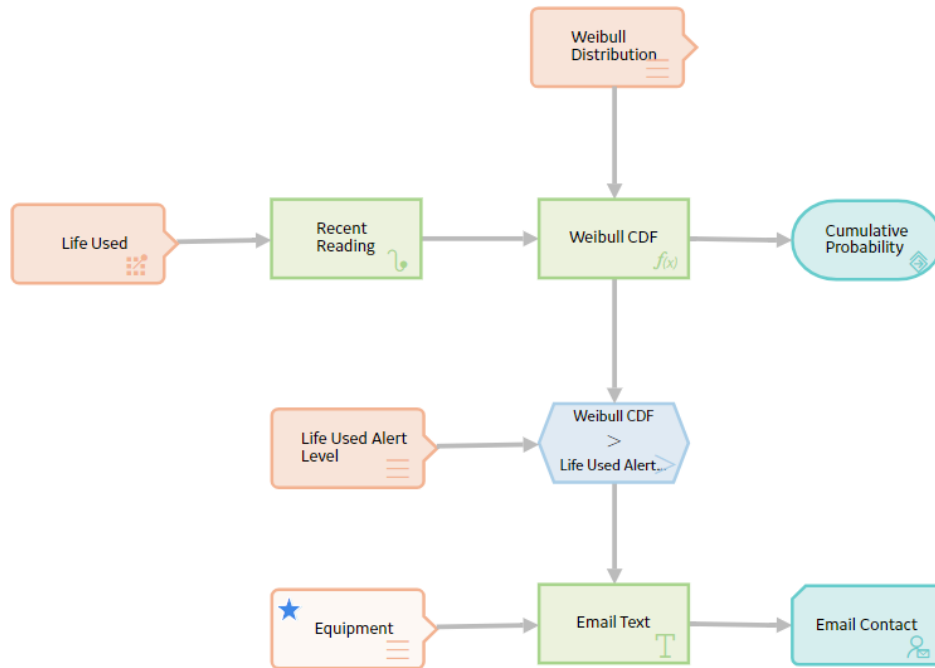 Weibull
Distribution
Life Used
Recent
Reading
Weibull CDF
f(x)
Cumulative
Probability
Life Used Alert
Level
Weibull CDF
>
Life Used Alert...
Equipment
Email Text
T
Email Contact